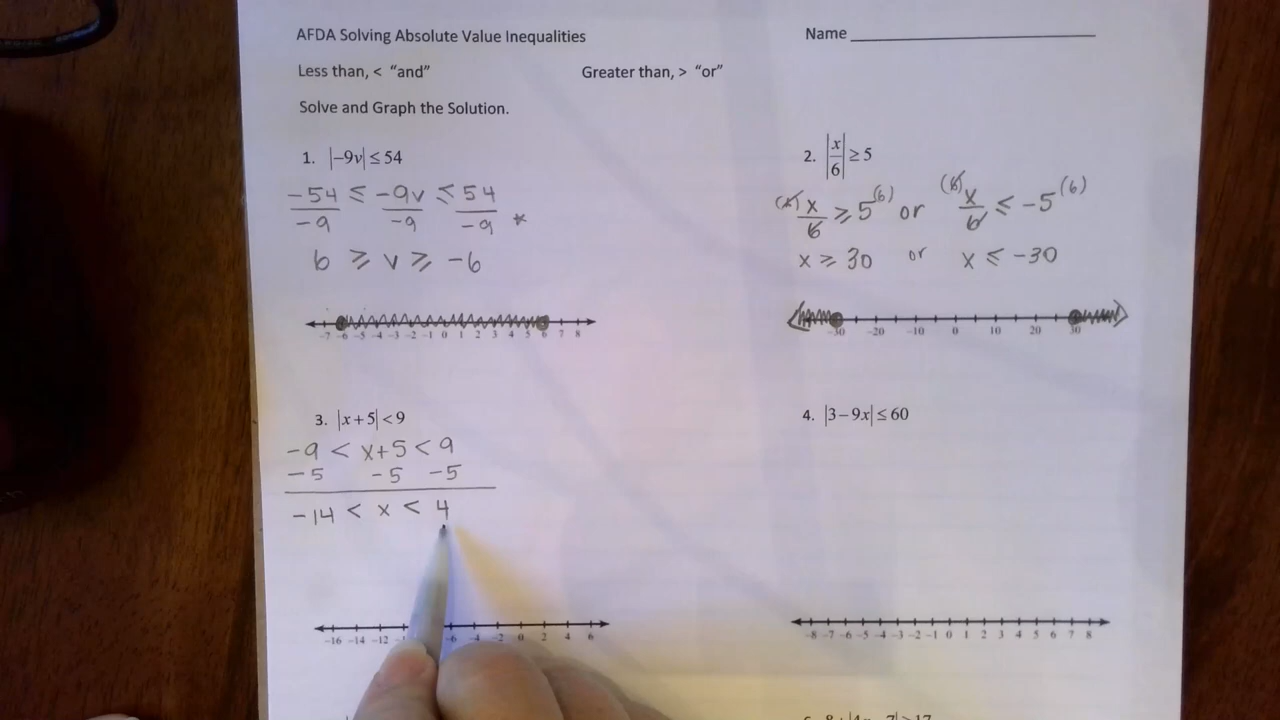 AFDA Solving Absolute Value Inequalities
Name
Less than, < "and"
Greater than, > "or"
Solve and Graph the Solution.
1. |−9v| ≤ 54
-54 ≤ -9v ≤ 54
-9 -9 -9 *
6 ≥ v ≥ -6
-7 -6 -5 -4 -3 -2 -1 0 1 2 3 4 5 6 7 8
2. |x/6| ≥ 5
(6) x/6 ≥ 5 (6) or (6) x/6 ≤ -5 (6)
x ≥ 30 or x ≤ -30
-30 -20 -10 0 10 20 30
3. |x+5| < 9
-9 < x+5 < 9
-5 -5 -5
-14 < x < 4
-16 -14 -12 -6 -4 -2 0 2 4 6
4. |3−9x| ≤ 60
-8 -7 -6 -5 -4 -3 -2 -1 0 1 2 3 4 5 6 7 8